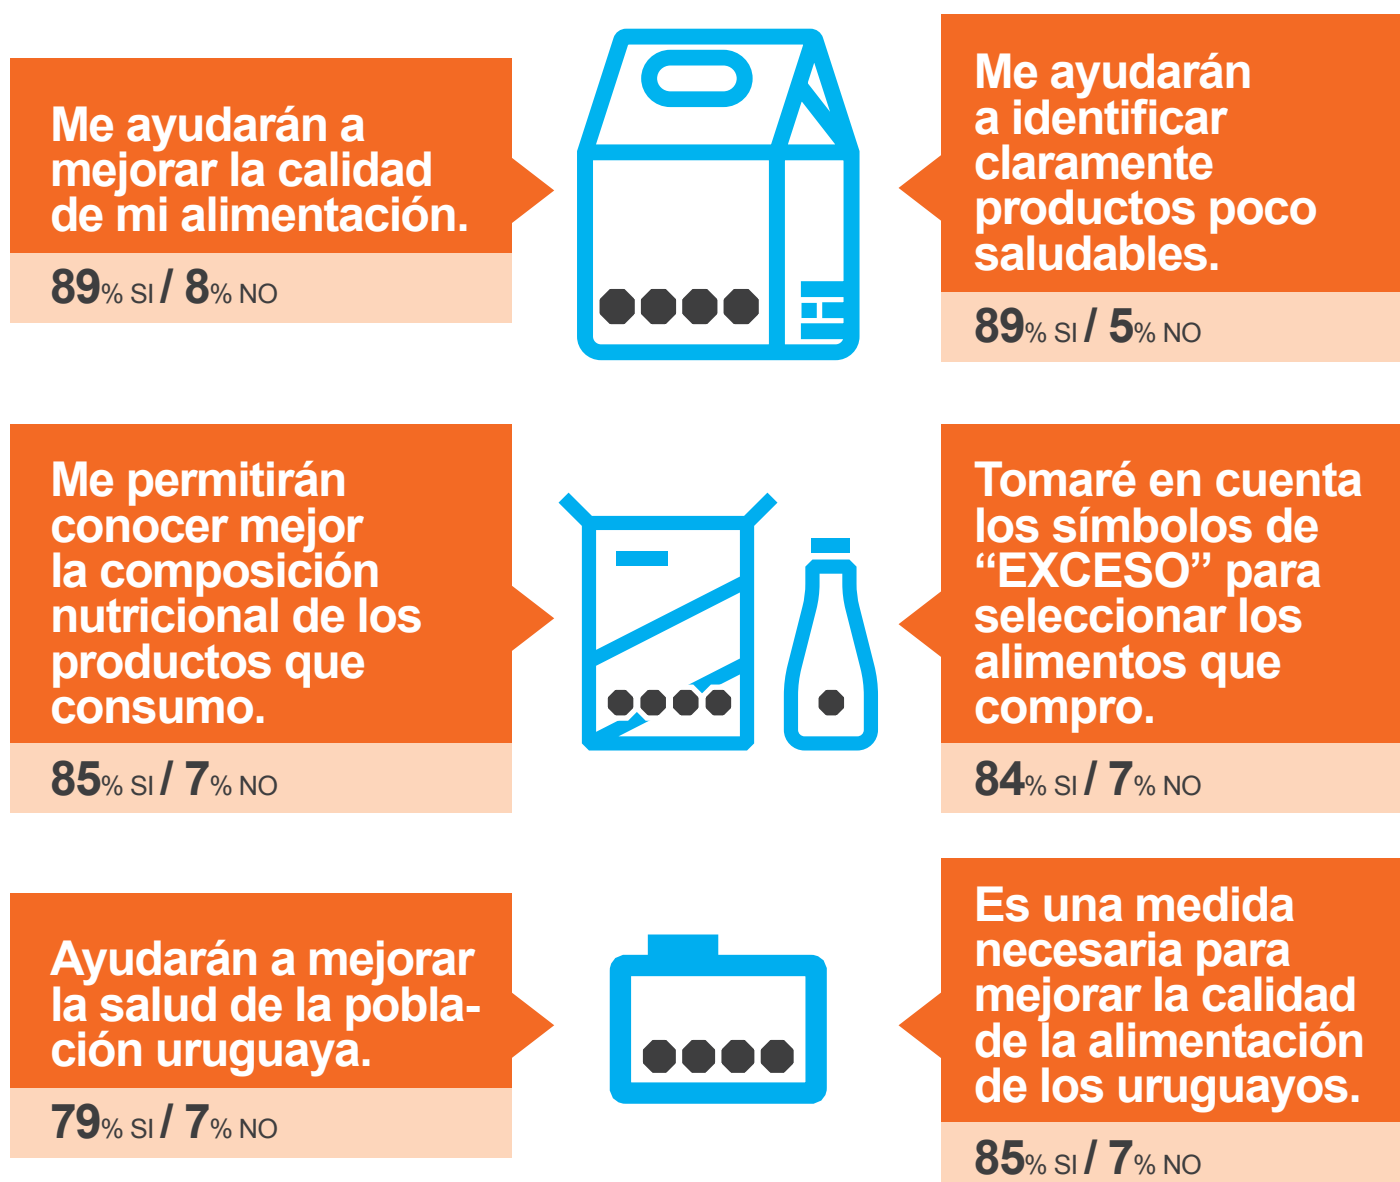 Me ayudarán a
mejorar la calidad
de mi alimentación.
89% SI / 8% NO
Me ayudarán
a identificar
claramente
productos poco
saludables.
89% SI / 5% NO
Me permitirán
conocer mejor
la composición
nutricional de los
productos que
consumo.
85% SI / 7% NO
Tomaré en cuenta
los símbolos de
“EXCESO” para
seleccionar los
alimentos que
compro.
84% SI / 7% NO
Ayudarán a mejorar
la salud de la pobla-
ción uruguaya.
79% SI / 7% NO
Es una medida
necesaria para
mejorar la calidad
de la alimentación
de los uruguayos.
85% SI / 7% NO